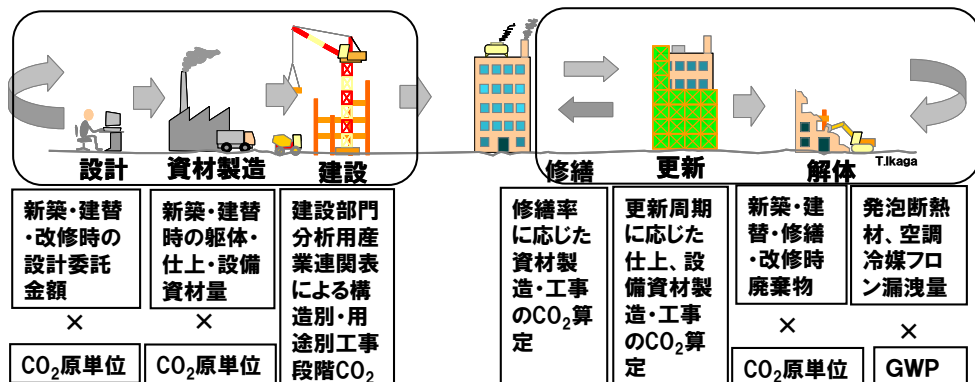 設計
資材製造
建設
修繕
更新
解体
T.Ikaga
新築・建替
・改修時の
設計委託
金額
×
CO₂原単位
新築・建替
時の躯体・
仕上・設備
資材量
×
CO₂原単位
建設部門
分析用産
業連関表
による構
造別・用
途別工事
段階CO₂
修繕率
に応じた
資材製
造・工事
のCO₂算
定
更新周期
に応じた
仕上、設
備資材製
造・工事
のCO₂算
定
新築・建
替・修繕
・改修時
廃棄物
×
CO₂原単位
発泡断熱
材、空調
冷媒フロ
ン漏洩量
×
GWP